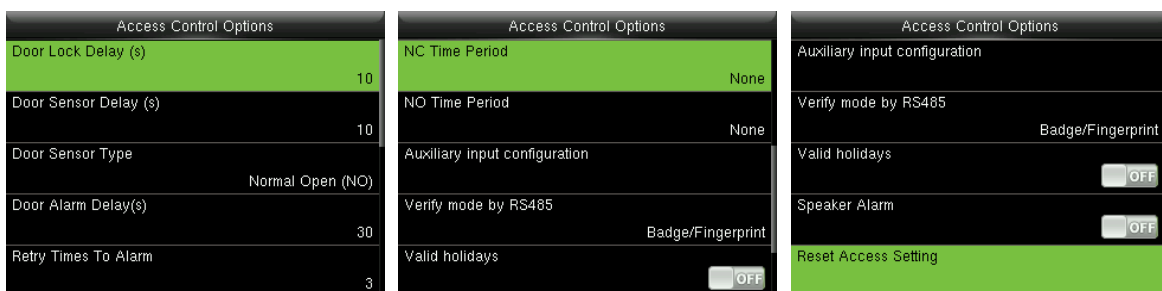 Access Control Options
Door Lock Delay (s)
10
Door Sensor Delay (s)
10
Door Sensor Type
Normal Open (NO)
Door Alarm Delay(s)
30
Retry Times To Alarm
3
Access Control Options
NC Time Period
None
NO Time Period
None
Auxiliary input configuration
Verify mode by RS485
Badge/Fingerprint
Valid holidays
OFF
Access Control Options
Auxiliary input configuration
Verify mode by RS485
Badge/Fingerprint
Valid holidays
OFF
Speaker Alarm
OFF
Reset Access Setting